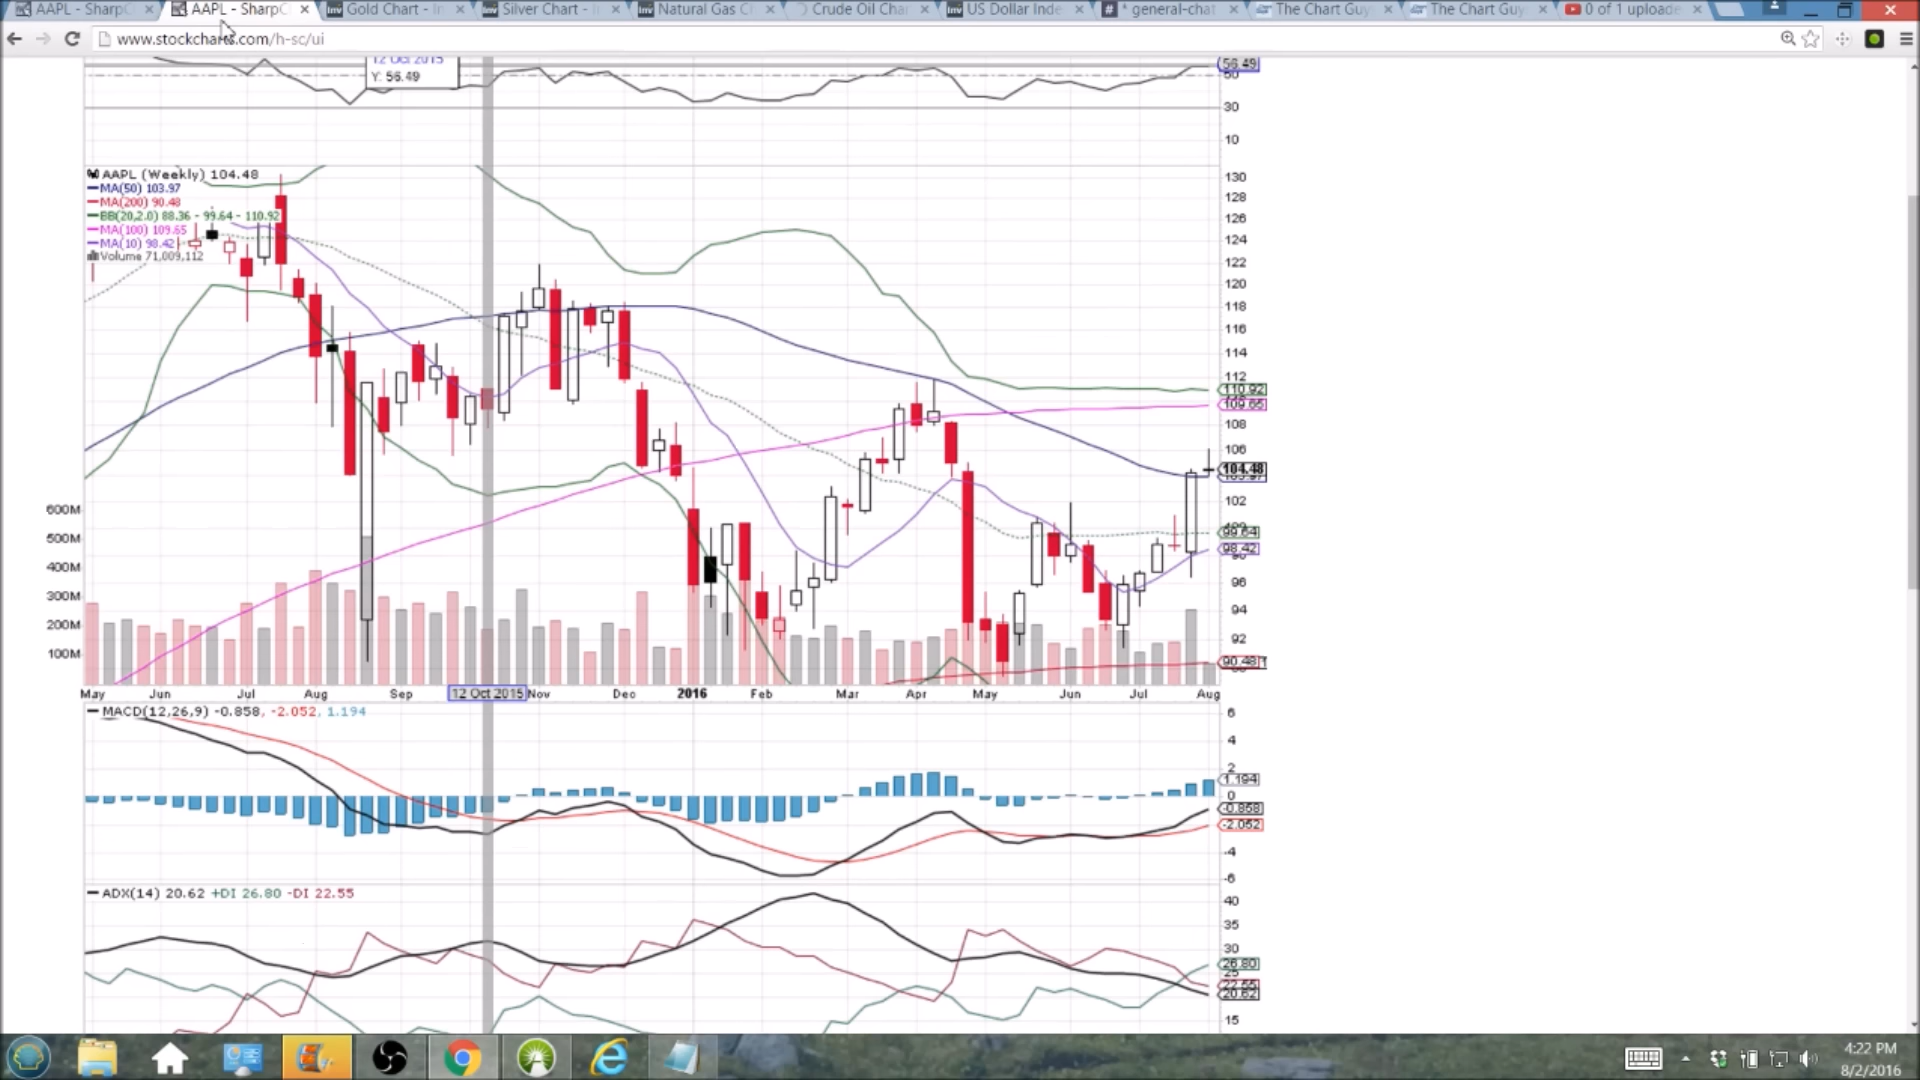 AAPL - SharpC
AAPL - SharpC
Gold Chart - In
Silver Chart - I
Natural Gas C
Crude Oil Char
US Dollar Inde
* general-chat
The Chart Guy
The Chart Guy
0 of 1 uploade
www.stockcharts.com/h-sc/ui
12 Oct 2015
Y: 56.49
56.49
50
30
10
AAPL (Weekly) 104.48
MA(50) 103.97
MA(200) 90.48
BB(20,2.0) 88.36 - 99.64 - 110.92
MA(100) 109.65
MA(10) 98.42
Volume 71,009,112
130
128
126
124
122
120
118
116
114
112
110.92
109.65
108
106
104.48
102
99.64
98.42
96
94
92
90.48
600M
500M
400M
300M
200M
100M
May Jun Jul Aug Sep 12 Oct 2015 Nov Dec 2016 Feb Mar Apr May Jun Jul Aug
MACD(12,26,9) -0.858, -2.052, 1.194
6
4
2
1.194
0
-0.858
-2.052
-4
-6
ADX(14) 20.62 +DI 26.80 -DI 22.55
40
35
30
26.80
25
22.55
20.62
15
4:22 PM
8/2/2016